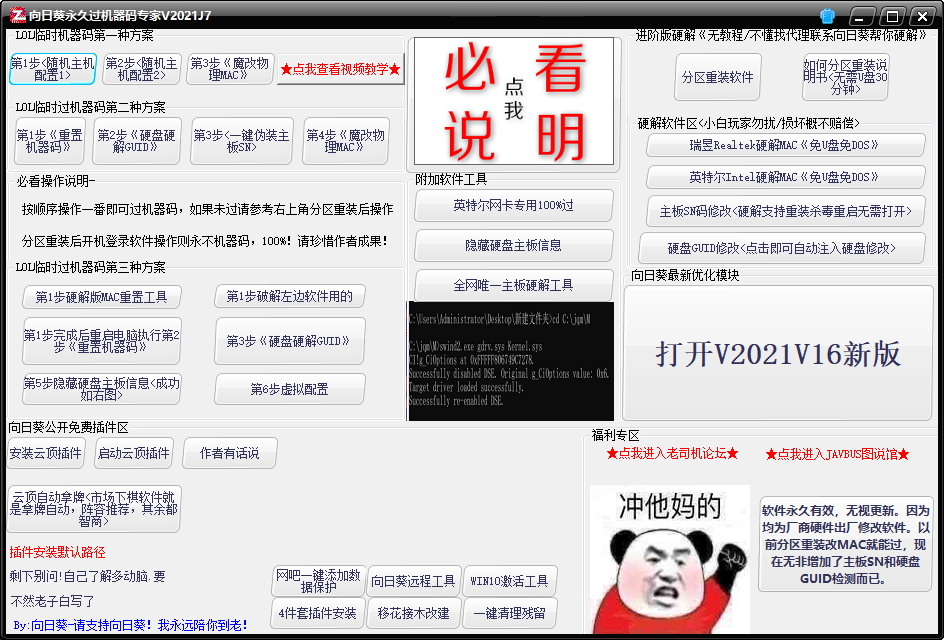 向日葵永久过机器码专家V2021J7
LOL临时机器码第一种方案
第1步<随机主机
配置1>
第2步<随机主
机配置2>
第3步《魔改物
理MAC》
★点我查看视频教学★
LOL临时过机器码第二种方案
第1步《重置
机器码》
第2步《硬盘硬
解GUID》
第3步<一键伪装主
板SN>
第4步《魔改物
理MAC》
必看操作说明-
按顺序操作一番即可过机器码，如果未过请参考右上角分区重装后操作
分区重装后开机登录软件操作则永不机器码，100%！请珍惜作者成果！
LOL临时过机器码第三种方案
第1步硬解版MAC重置工具
第1步破解左边软件用的
第1步完成后重启电脑执行第2
步《重置机器码》
第3步《硬盘硬解GUID》
第5步隐藏硬盘主板信息<成功
如右图>
第6步虚拟配置
必看
点
我
说明
附加软件工具
英特尔网卡专用100%过
隐藏硬盘主板信息
全网唯一主板硬解工具
C:\Users\Administrator\Desktop\新建文件夹>cd C:\jqm\M
C:\jqm\M>swind2.exe gdrv.sys Kernel.sys
CI!g_CiOptions at 0xFFFFF806749C7278.
Successfully disabled DSE. Original g_CiOptions value: 0x6.
Target driver loaded successfully.
Successfully re-enabled DSE.
进阶版硬解《无教程/不懂找代理联系向日葵帮你硬解》
分区重装软件
如何分区重装说
明书<无需U盘30
分钟>
硬解软件区<小白玩家勿扰/损坏概不赔偿>
瑞昱Realtek硬解MAC《免U盘免DOS》
英特尔Intel硬解MAC《免U盘免DOS》
主板SN码修改<硬解支持重装杀毒重启无需打开>
硬盘GUID修改<点击即可自动注入硬盘修改>
向日葵最新优化模块
打开V2021V16新版
向日葵公开免费插件区
安装云顶插件
启动云顶插件
作者有话说
云顶自动拿牌<市场下棋软件就
是拿牌自动，阵容推荐，其余都
智商>
插件安装默认路径
剩下别问!自己了解多动脑.要
不然老子白写了
By:向日葵-请支持向日葵！我永远陪你到老！
网吧一键添加数
据保护
向日葵远程工具
WIN10激活工具
4件套插件安装
移花接木改建
一键清理残留
福利专区
★点我进入老司机论坛★
★点我进入JAVBUS图说馆★
冲他妈的
软件永久有效，无视更新。因为
均为厂商硬件出厂修改软件。以
前分区重装改MAC就能过，现
在无非增加了主板SN和硬盘
GUID检测而已。